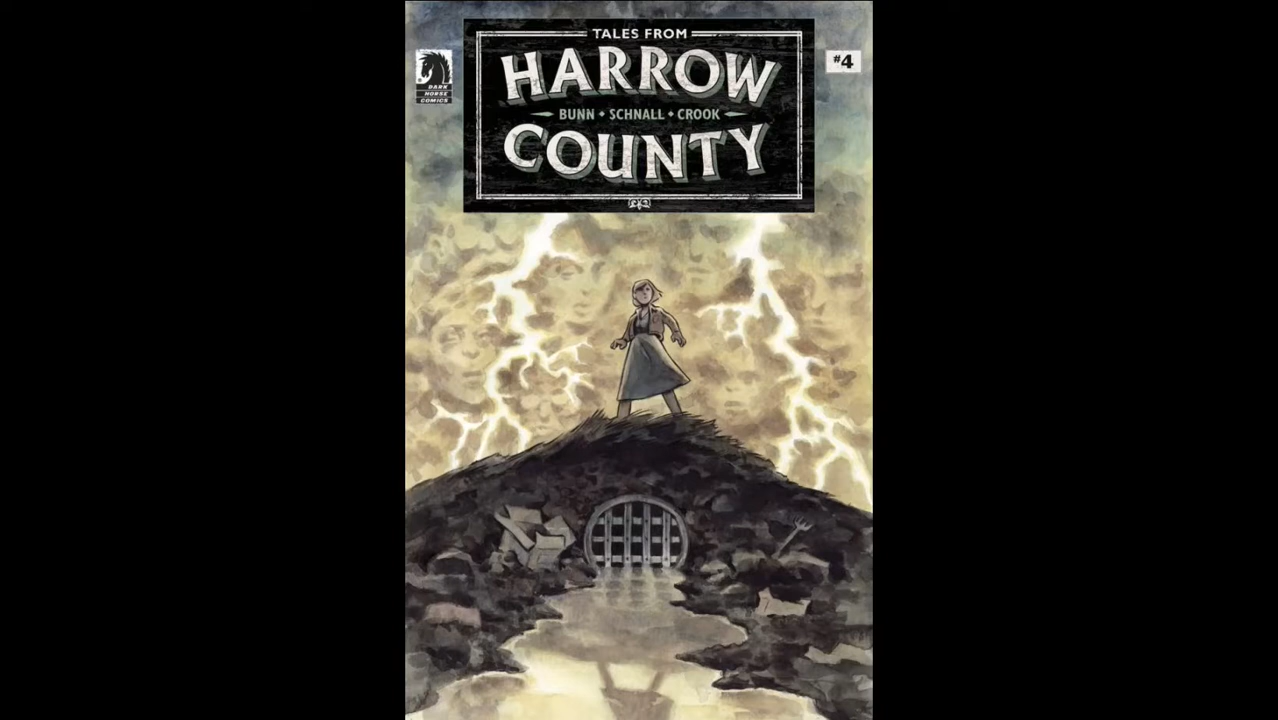 TALES FROM
HARROW
BUNN • SCHNALL • CROOK
COUNTY
DARK
HORSE
COMICS
#4